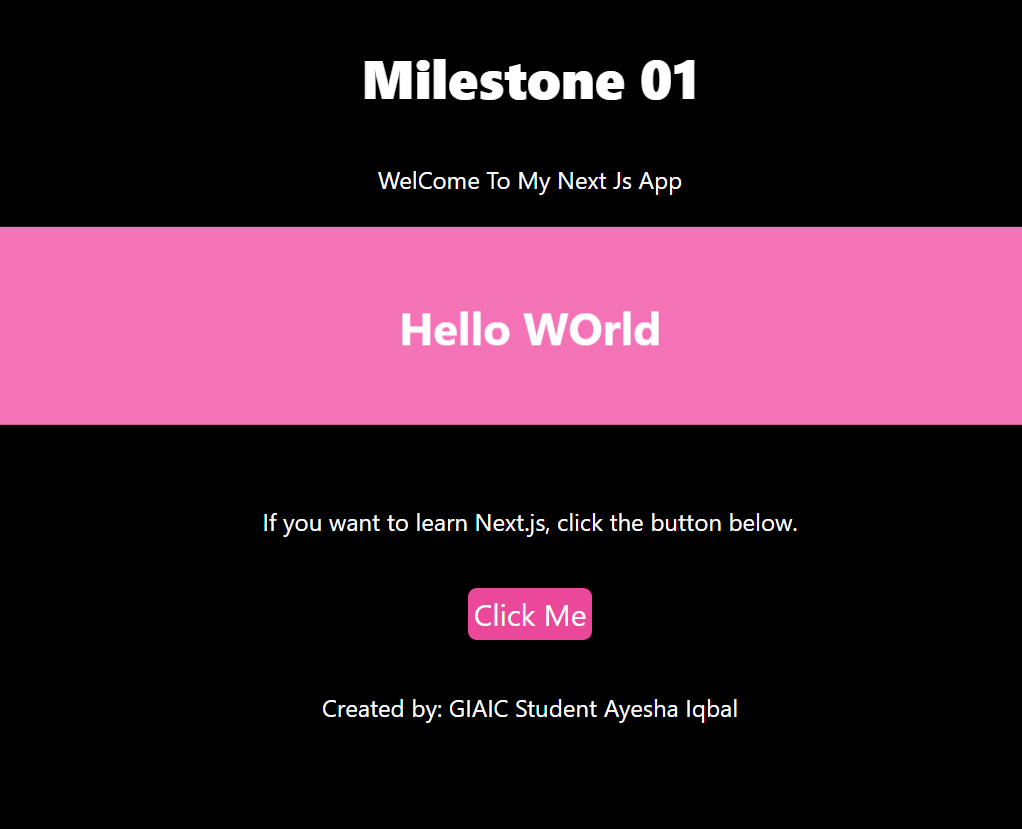 Milestone 01
WelCome To My Next Js App
Hello WOrld
If you want to learn Next.js, click the button below.
Click Me
Created by: GIAIC Student Ayesha Iqbal